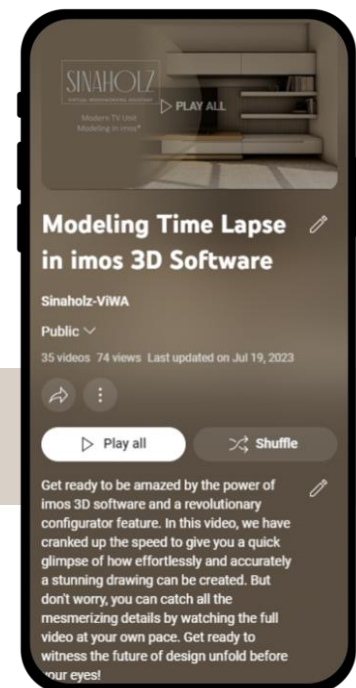 SINAHOLZ
VIRTUAL WOODWORKING ACADEMY
Modern TV Unit
Modeling in imos®
PLAY ALL
Modeling Time Lapse
in imos 3D Software
Sinaholz-ViWA
Public
35 videos 74 views Last updated on Jul 19, 2023
Play all
Shuffle
Get ready to be amazed by the power of
imos 3D software and a revolutionary
configurator feature. In this video, we have
cranked up the speed to give you a quick
glimpse of how effortlessly and accurately
a stunning drawing can be created. But
don't worry, you can catch all the
mesmerizing details by watching the full
video at your own pace. Get ready to
witness the future of design unfold before
your eyes!